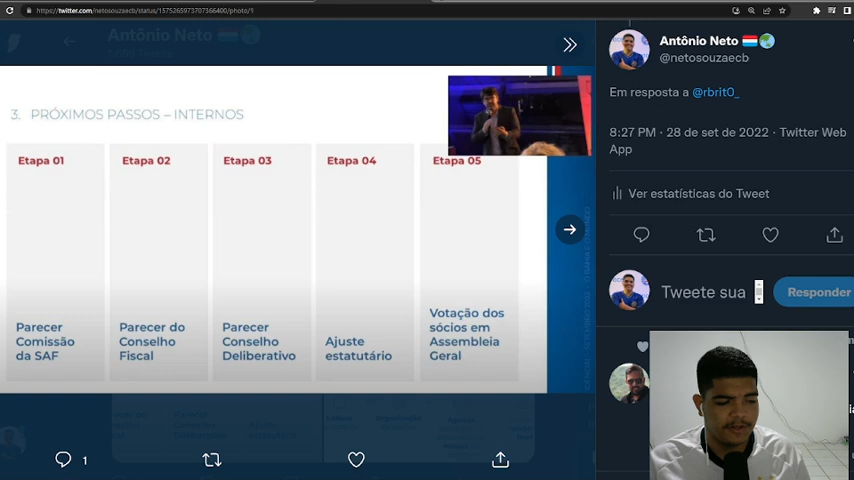 https://twitter.com/netosouzaecb/status/1575265973707366400/photo/1
Antônio Neto
3. PRÓXIMOS PASSOS – INTERNOS
Etapa 01
Etapa 02
Etapa 03
Etapa 04
Etapa 05
Parecer
Comissão
da SAF
Parecer do
Conselho
Fiscal
Parecer
Conselho
Deliberativo
Ajuste
estatutário
Votação dos
sócios em
Assembleia
Geral
1
Antônio Neto
@netosouzaecb
Em resposta a @rbrit0_
8:27 PM · 28 de set de 2022 · Twitter Web
App
Ver estatísticas do Tweet
Tweete sua
Responder